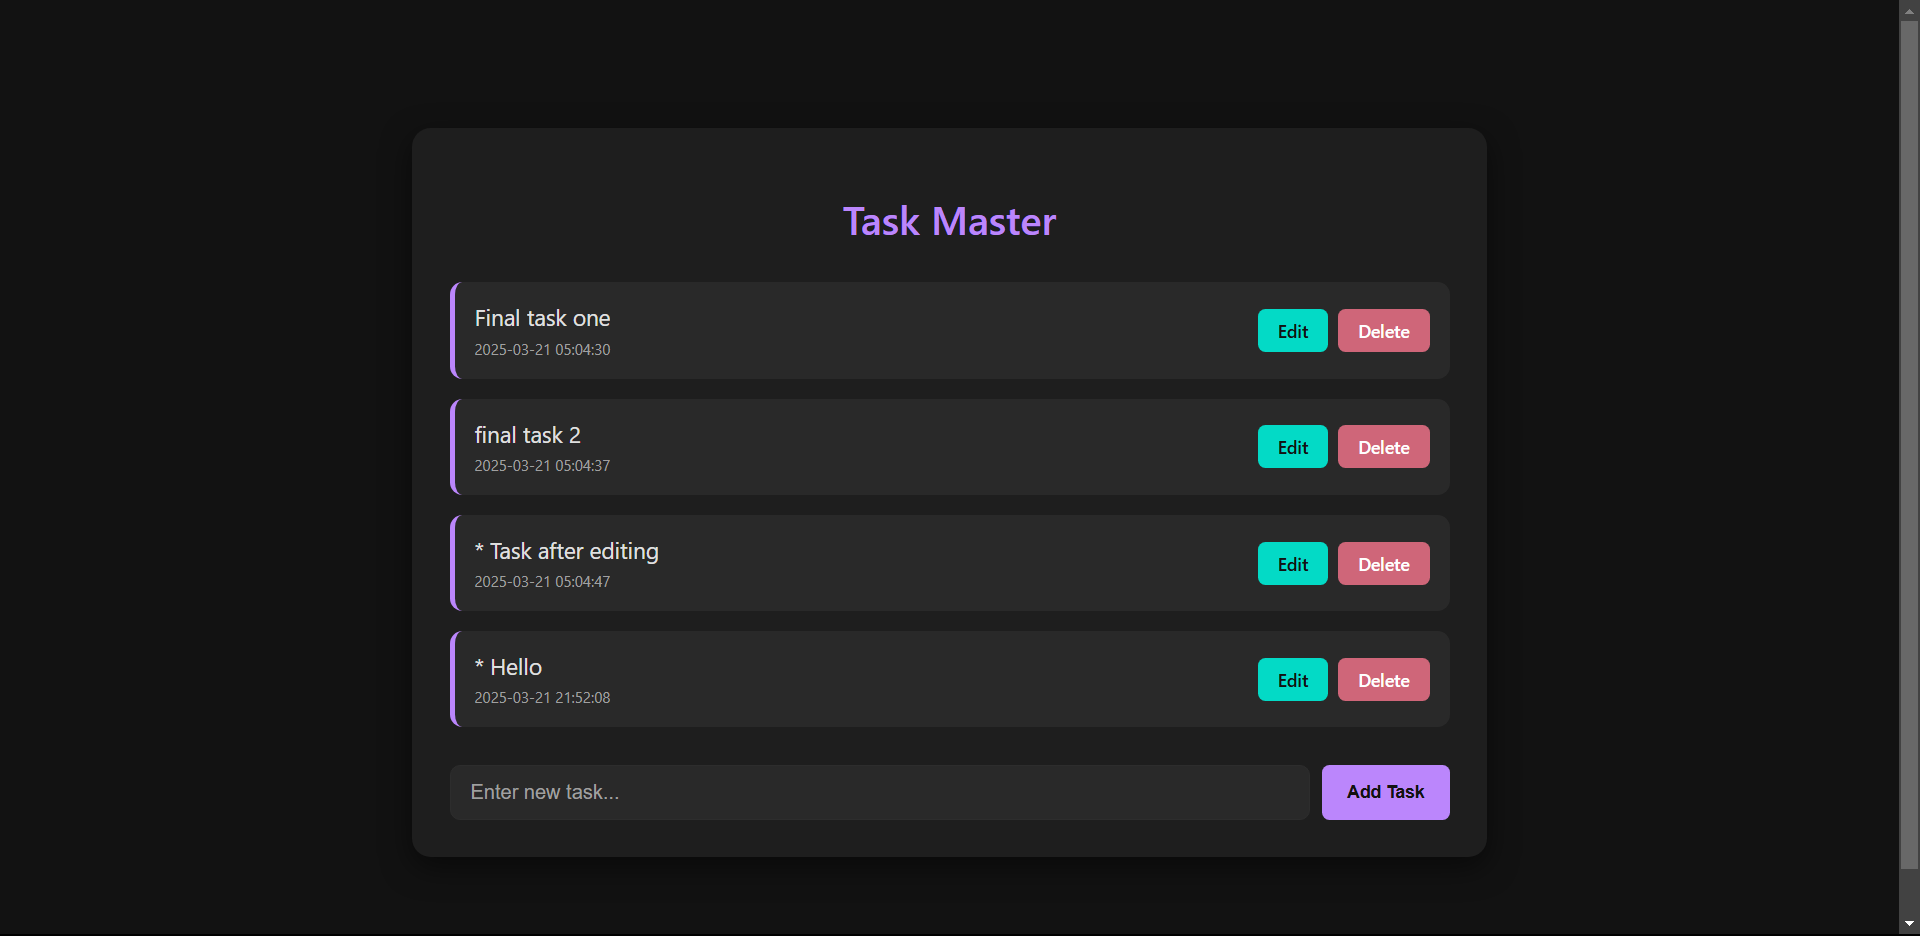 Task Master
Final task one
2025-03-21 05:04:30
Edit
Delete
final task 2
2025-03-21 05:04:37
Edit
Delete
* Task after editing
2025-03-21 05:04:47
Edit
Delete
* Hello
2025-03-21 21:52:08
Edit
Delete
Enter new task...
Add Task